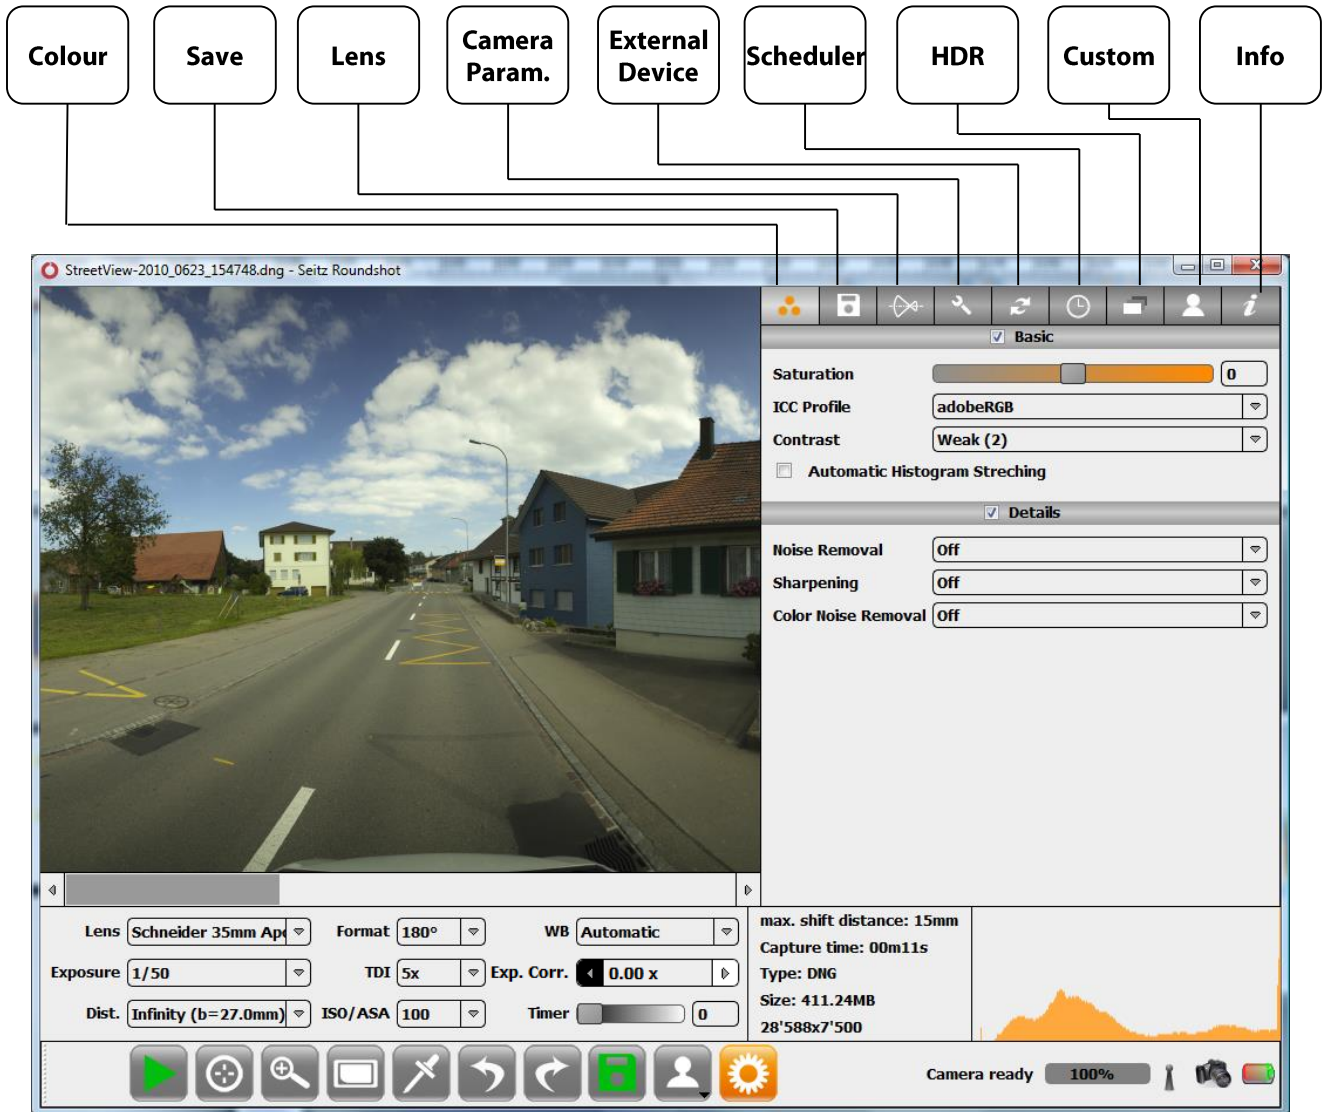 Colour
Save
Lens
Camera
Param.
External
Device
Scheduler
HDR
Custom
Info
StreetView-2010_0623_154748.dng - Seitz Roundshot
Basic
Saturation 0
ICC Profile adobeRGB
Contrast Weak (2)
Automatic Histogram Streching
Details
Noise Removal Off
Sharpening Off
Color Noise Removal Off
Lens Schneider 35mm Apo Format 180° WB Automatic
Exposure 1/50 TDI 5x Exp. Corr. 0.00 x
Dist. Infinity (b=27.0mm) ISO/ASA 100 Timer 0
max. shift distance: 15mm
Capture time: 00m11s
Type: DNG
Size: 411.24MB
28'588x7'500
Camera ready 100%